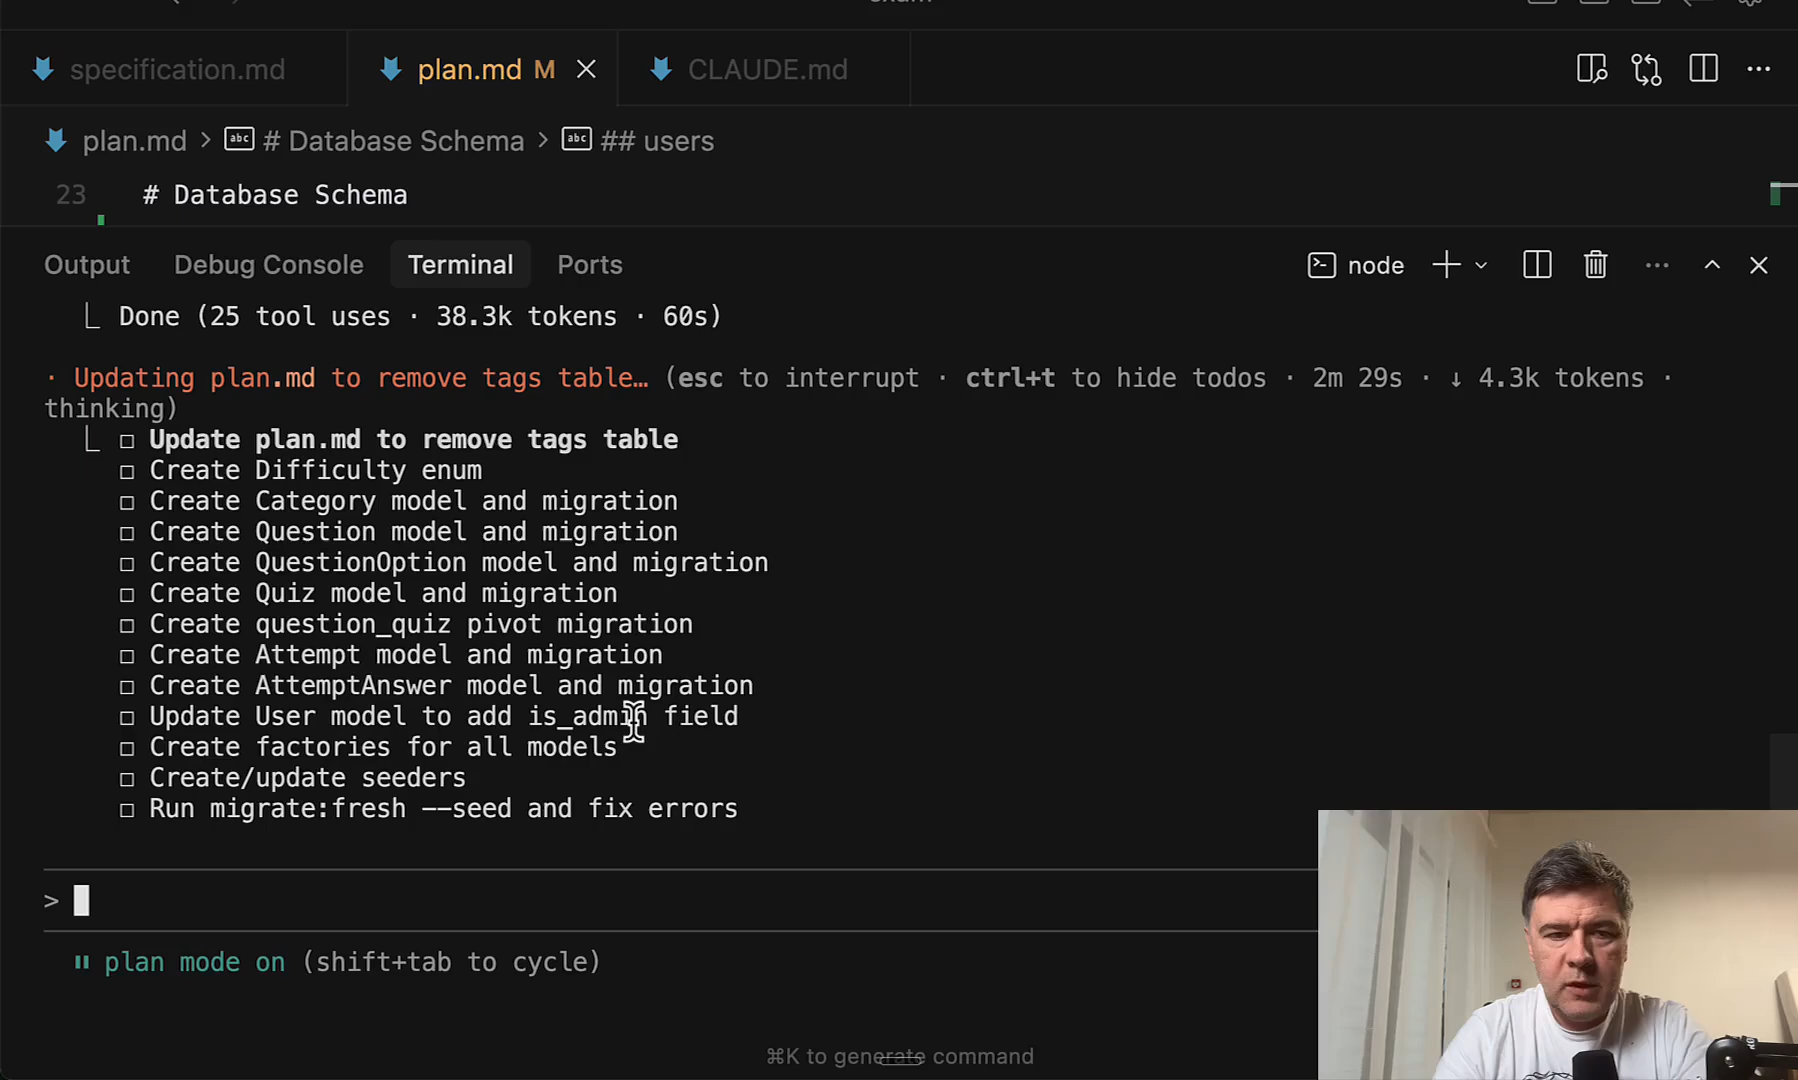 specification.md
plan.md M
CLAUDE.md
plan.md > # Database Schema > ## users
23 # Database Schema
Output Debug Console Terminal Ports node
Done (25 tool uses · 38.3k tokens · 60s)
· Updating plan.md to remove tags table… (esc to interrupt · ctrl+t to hide todos · 2m 29s · ↓ 4.3k tokens ·
thinking)
☐ Update plan.md to remove tags table
☐ Create Difficulty enum
☐ Create Category model and migration
☐ Create Question model and migration
☐ Create QuestionOption model and migration
☐ Create Quiz model and migration
☐ Create question_quiz pivot migration
☐ Create Attempt model and migration
☐ Create AttemptAnswer model and migration
☐ Update User model to add is_admin field
☐ Create factories for all models
☐ Create/update seeders
☐ Run migrate:fresh --seed and fix errors
>
plan mode on (shift+tab to cycle)
⌘K to generate command